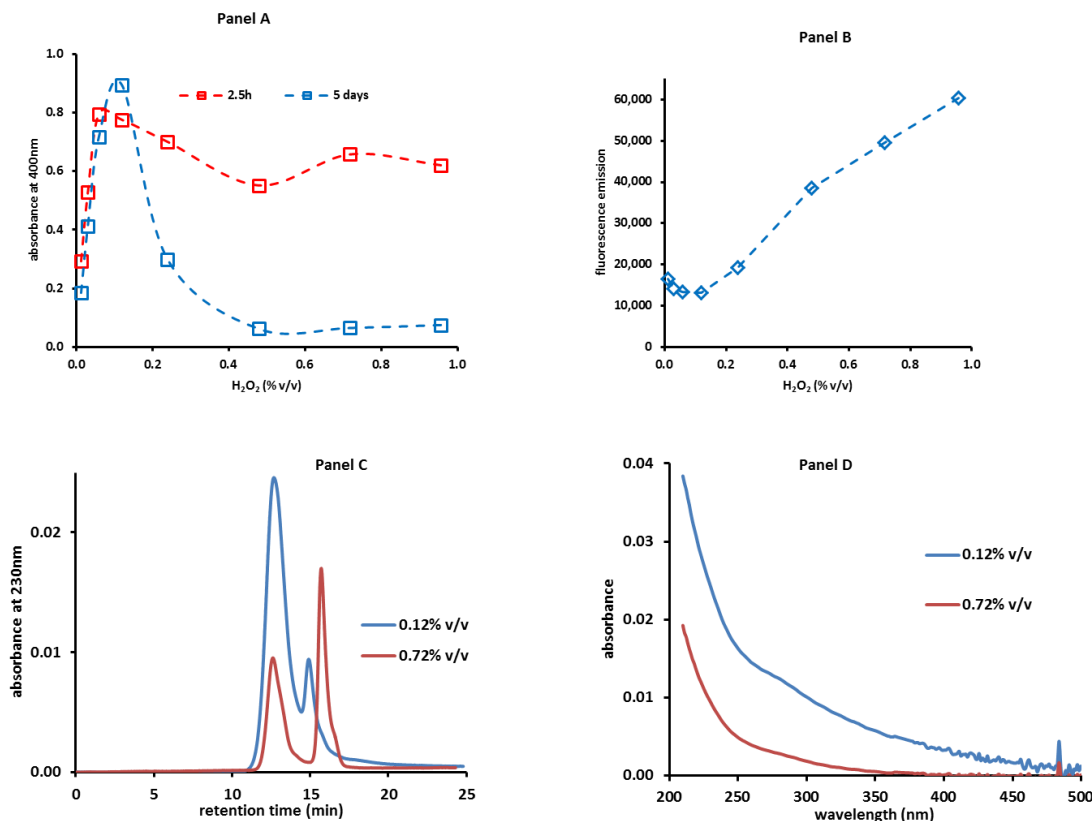 Panel A
1.0
0.8
0.6
0.4
0.2
0.0
absorbance at 400nm
2.5h
5 days
0.0 0.2 0.4 0.6 0.8 1.0
H₂O₂ (% v/v)
Panel B
60,000
50,000
40,000
30,000
20,000
10,000
0
fluorescence emission
0.0 0.2 0.4 0.6 0.8 1.0
H₂O₂ (% v/v)
Panel C
0.02
0.01
0.00
absorbance at 230nm
0.12% v/v
0.72% v/v
0 5 10 15 20 25
retention time (min)
Panel D
0.04
0.03
0.02
0.01
0.00
absorbance
0.12% v/v
0.72% v/v
200 250 300 350 400 450 500
wavelength (nm)